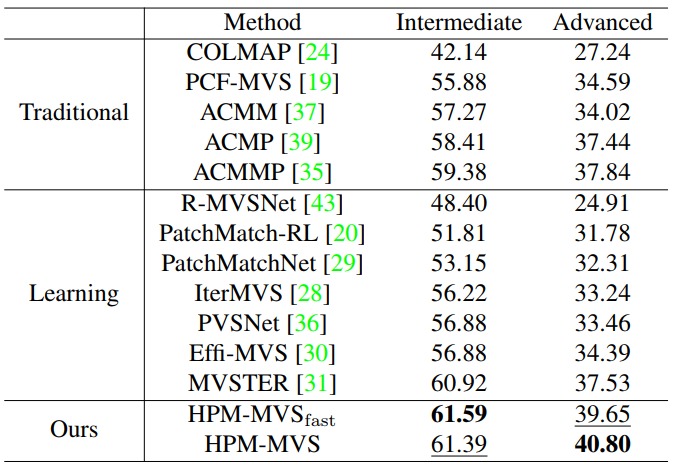 Method Intermediate Advanced
COLMAP [24] 42.14 27.24
PCF-MVS [19] 55.88 34.59
Traditional ACMM [37] 57.27 34.02
ACMP [39] 58.41 37.44
ACMMP [35] 59.38 37.84
R-MVSNet [43] 48.40 24.91
PatchMatch-RL [20] 51.81 31.78
PatchMatchNet [29] 53.15 32.31
Learning IterMVS [28] 56.22 33.24
PVSNet [36] 56.88 33.46
Effi-MVS [30] 56.88 34.39
MVSTER [31] 60.92 37.53
Ours HPM-MVSfast 61.59 39.65
HPM-MVS 61.39 40.80